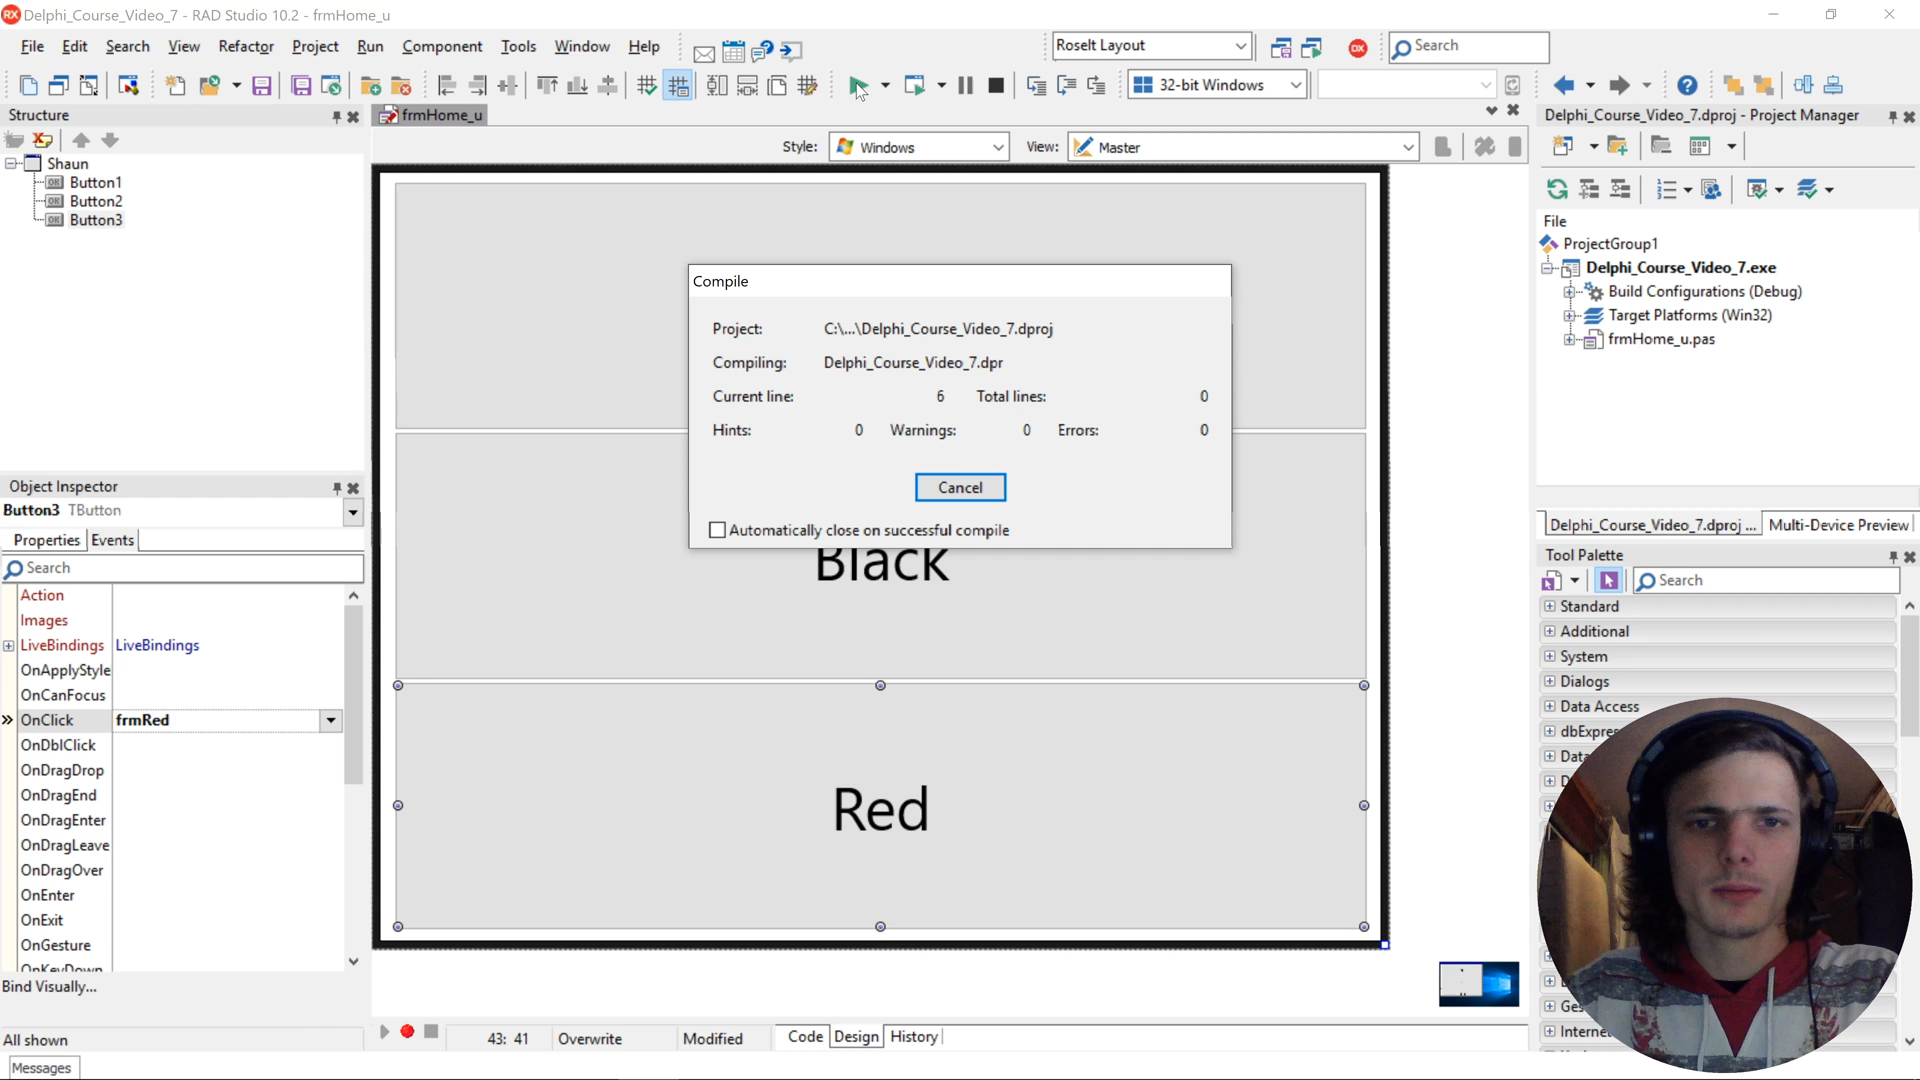 Delphi_Course_Video_7 - RAD Studio 10.2 - frmHome_u
File Edit Search View Refactor Project Run Component Tools Window Help
Roselt Layout
DX
Search
32-bit Windows
Structure
frmHome_u
Delphi_Course_Video_7.dproj - Project Manager
Style: Windows View: Master
Shaun
Button1
Button2
Button3
File
ProjectGroup1
Delphi_Course_Video_7.exe
Build Configurations (Debug)
Target Platforms (Win32)
frmHome_u.pas
Compile
Project: C:\...\Delphi_Course_Video_7.dproj
Compiling: Delphi_Course_Video_7.dpr
Current line: 6 Total lines: 0
Hints: 0 Warnings: 0 Errors: 0
Cancel
Automatically close on successful compile
Black
Red
Object Inspector
Button3 TButton
Properties Events
Search
Action
Images
LiveBindings LiveBindings
OnApplyStyle
OnCanFocus
OnClick frmRed
OnDblClick
OnDragDrop
OnDragEnd
OnDragEnter
OnDragLeave
OnDragOver
OnEnter
OnExit
OnGesture
OnKeyDown
Bind Visually...
All shown
Messages
43: 41 Overwrite Modified Code Design History
Delphi_Course_Video_7.dproj ... Multi-Device Preview
Tool Palette
Search
Standard
Additional
System
Dialogs
Data Access
dbExpre
Data
Ges
Interne